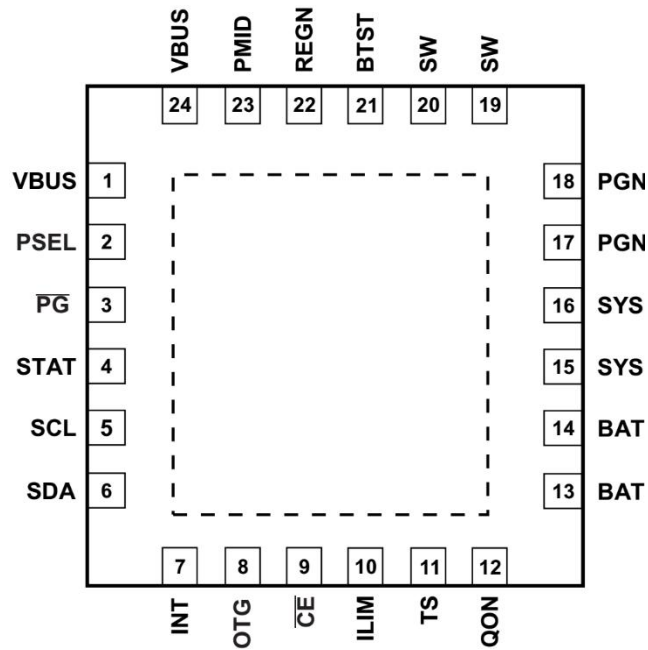 VBUS PMID REGN BTST SW SW
24 23 22 21 20 19
VBUS 1 18 PGN
PSEL 2 17 PGN
P̅G̅ 3 16 SYS
STAT 4 15 SYS
SCL 5 14 BAT
SDA 6 13 BAT
7 8 9 10 11 12
INT OTG C̅E̅ ILIM TS QON